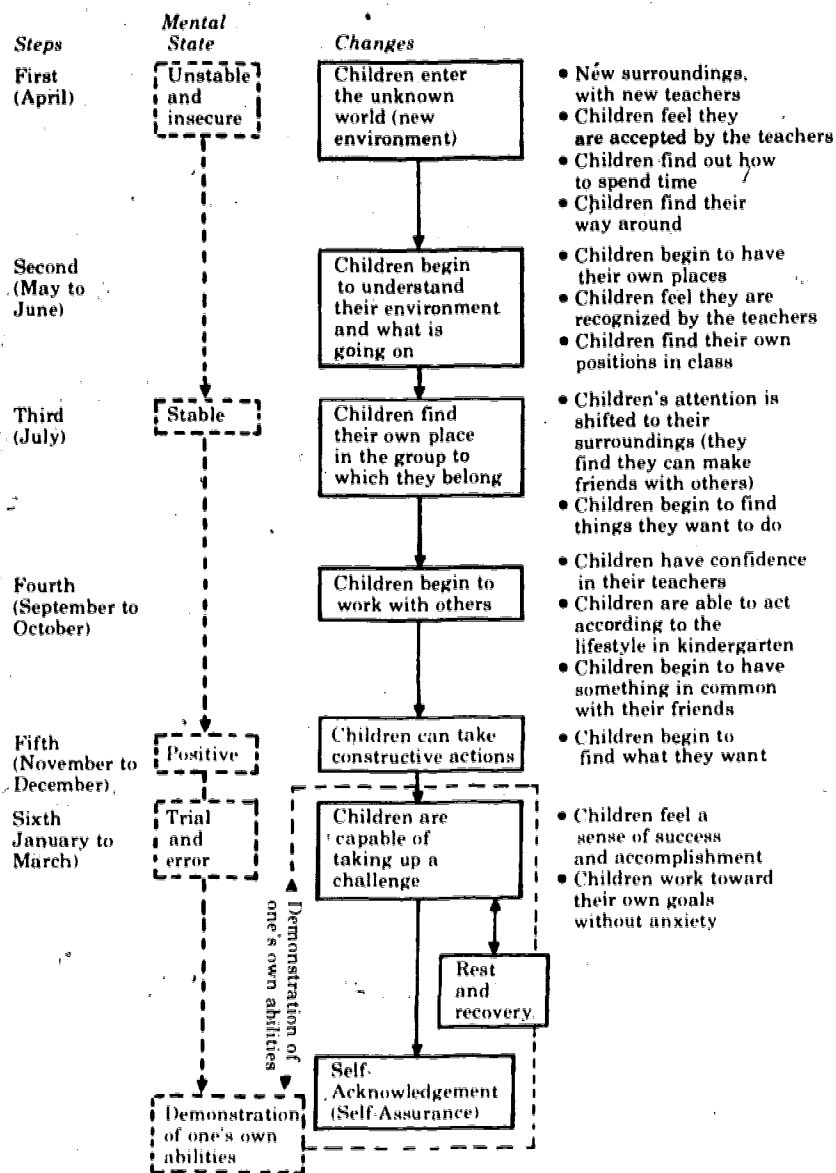 Steps
Mental
State
Changes
First
(April)
Unstable
and
insecure
Children enter
the unknown
world (new
environment)
• New surroundings,
with new teachers
• Children feel they
are accepted by the teachers
• Children find out how
to spend time
• Children find their
way around
Second
(May to
June)
Children begin
to understand
their environment
and what is
going on
• Children begin to have
their own places
• Children feel they are
recognized by the teachers
• Children find their own
positions in class
Third
(July)
Stable
Children find
their own place
in the group to
which they belong
• Children's attention is
shifted to their
surroundings (they
find they can make
friends with others)
• Children begin to find
things they want to do
Fourth
(September to
October)
Children begin to
work with others
• Children have confidence
in their teachers
• Children are able to act
according to the
lifestyle in kindergarten
• Children begin to have
something in common
with their friends
Fifth
(November to
December)
Positive
Children can take
constructive actions
• Children begin to
find what they want
Sixth
January to
March)
Trial
and
error
Children are
capable of
taking up a
challenge
• Children feel a
sense of success
and accomplishment
• Children work toward
their own goals
without anxiety
Demonstration of
one's own abilities
Rest
and
recovery
Self-
Acknowledgement
(Self-Assurance)
Demonstration
of one's own
abilities